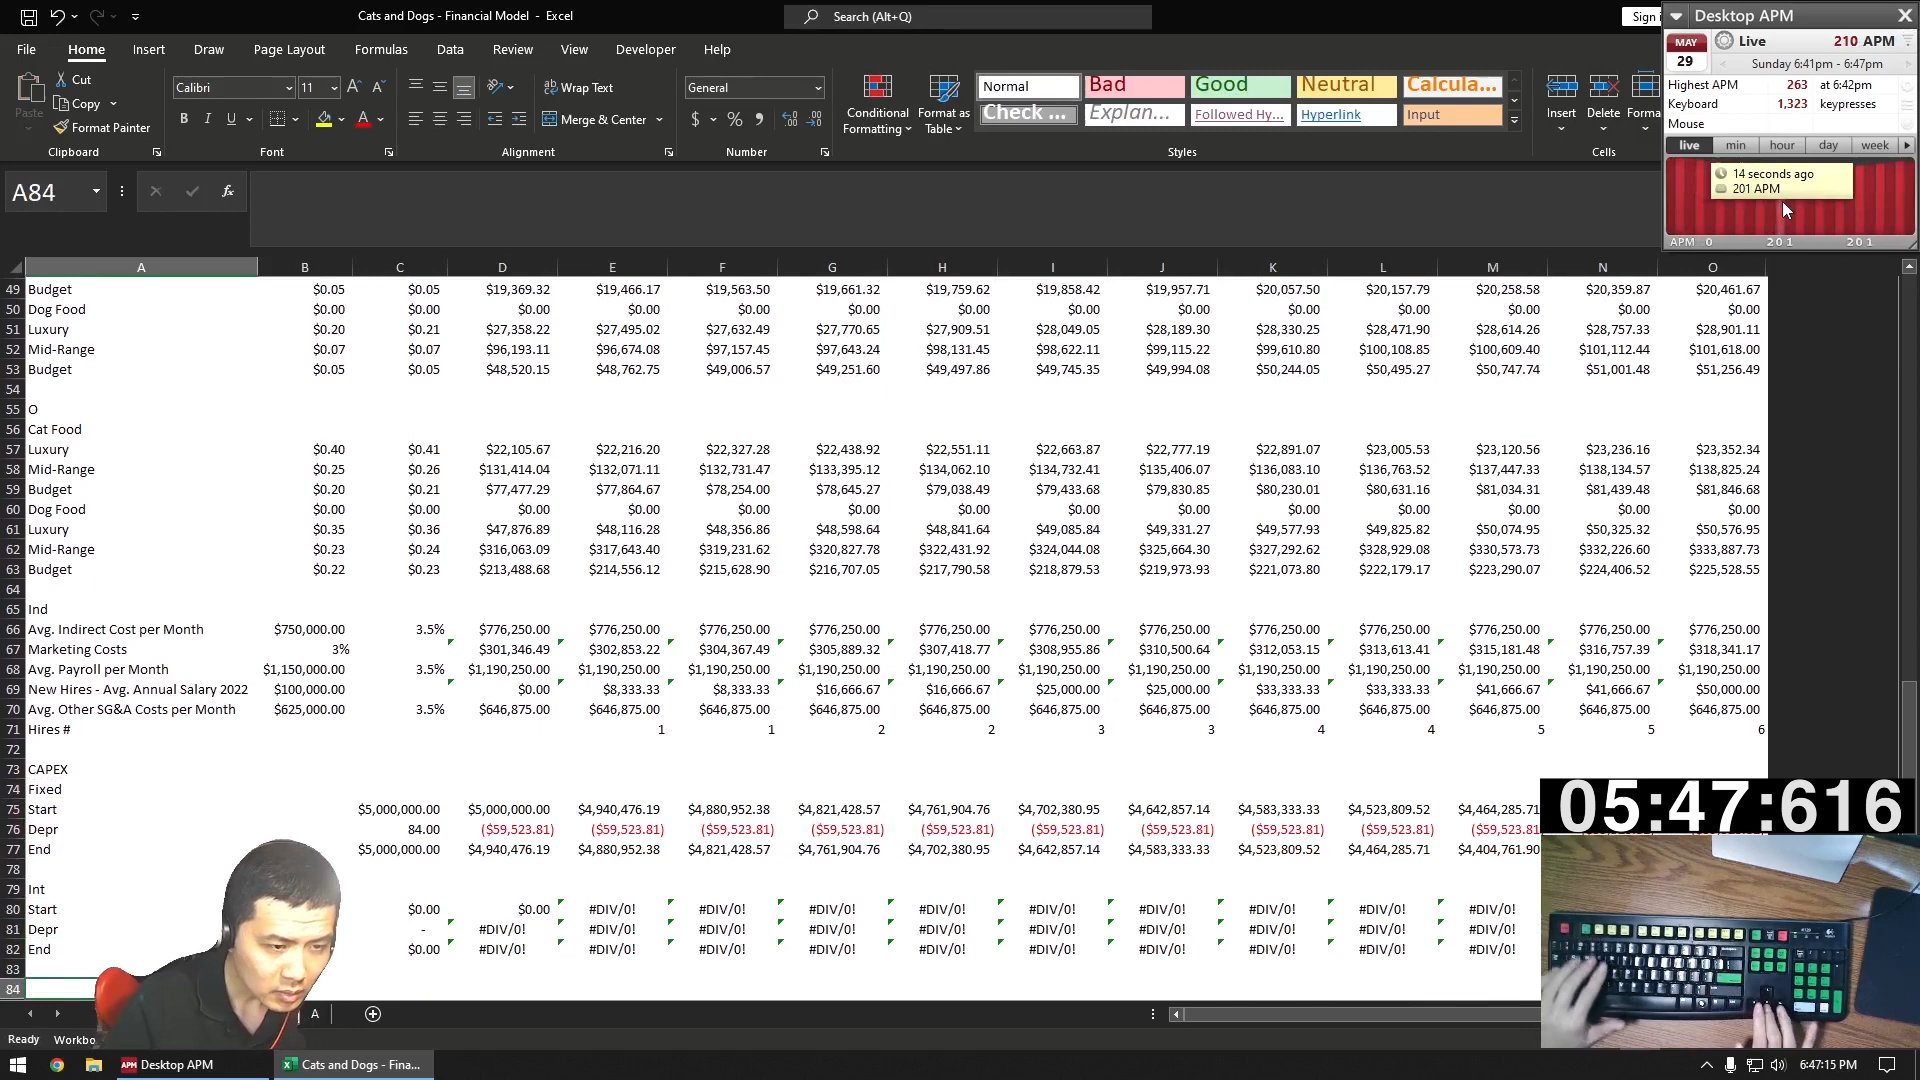 Cats and Dogs - Financial Model - Excel
Search (Alt+Q)
Sign i
File Home Insert Draw Page Layout Formulas Data Review View Developer Help
Paste
Cut
Copy
Format Painter
Clipboard
Calibri 11
B I U
Font
Wrap Text
Merge & Center
Alignment
General
$ %
Number
Conditional Formatting
Format as Table
Normal Bad Good Neutral Calcula...
Check ... Explan... Followed Hy... Hyperlink Input
Styles
Insert Delete Forma
Cells
Desktop APM
MAY 29
Live 210 APM
Sunday 6:41pm - 6:47pm
Highest APM 263 at 6:42pm
Keyboard 1,323 keypresses
Mouse
live min hour day week
14 seconds ago
201 APM
APM 0 201 201
A84 fx
A B C D E F G H I J K L M N O
49 Budget $0.05 $0.05 $19,369.32 $19,466.17 $19,563.50 $19,661.32 $19,759.62 $19,858.42 $19,957.71 $20,057.50 $20,157.79 $20,258.58 $20,359.87 $20,461.67
50 Dog Food $0.00 $0.00 $0.00 $0.00 $0.00 $0.00 $0.00 $0.00 $0.00 $0.00 $0.00 $0.00 $0.00 $0.00
51 Luxury $0.20 $0.21 $27,358.22 $27,495.02 $27,632.49 $27,770.65 $27,909.51 $28,049.05 $28,189.30 $28,330.25 $28,471.90 $28,614.26 $28,757.33 $28,901.11
52 Mid-Range $0.07 $0.07 $96,193.11 $96,674.08 $97,157.45 $97,643.24 $98,131.45 $98,622.11 $99,115.22 $99,610.80 $100,108.85 $100,609.40 $101,112.44 $101,618.00
53 Budget $0.05 $0.05 $48,520.15 $48,762.75 $49,006.57 $49,251.60 $49,497.86 $49,745.35 $49,994.08 $50,244.05 $50,495.27 $50,747.74 $51,001.48 $51,256.49
54
55 O
56 Cat Food
57 Luxury $0.40 $0.41 $22,105.67 $22,216.20 $22,327.28 $22,438.92 $22,551.11 $22,663.87 $22,777.19 $22,891.07 $23,005.53 $23,120.56 $23,236.16 $23,352.34
58 Mid-Range $0.25 $0.26 $131,414.04 $132,071.11 $132,731.47 $133,395.12 $134,062.10 $134,732.41 $135,406.07 $136,083.10 $136,763.52 $137,447.33 $138,134.57 $138,825.24
59 Budget $0.20 $0.21 $77,477.29 $77,864.67 $78,254.00 $78,645.27 $79,038.49 $79,433.68 $79,830.85 $80,230.01 $80,631.16 $81,034.31 $81,439.48 $81,846.68
60 Dog Food $0.00 $0.00 $0.00 $0.00 $0.00 $0.00 $0.00 $0.00 $0.00 $0.00 $0.00 $0.00 $0.00 $0.00
61 Luxury $0.35 $0.36 $47,876.89 $48,116.28 $48,356.86 $48,598.64 $48,841.64 $49,085.84 $49,331.27 $49,577.93 $49,825.82 $50,074.95 $50,325.32 $50,576.95
62 Mid-Range $0.23 $0.24 $316,063.09 $317,643.40 $319,231.62 $320,827.78 $322,431.92 $324,044.08 $325,664.30 $327,292.62 $328,929.08 $330,573.73 $332,226.60 $333,887.73
63 Budget $0.22 $0.23 $213,488.68 $214,556.12 $215,628.90 $216,707.05 $217,790.58 $218,879.53 $219,973.93 $221,073.80 $222,179.17 $223,290.07 $224,406.52 $225,528.55
64
65 Ind
66 Avg. Indirect Cost per Month $750,000.00 3.5% $776,250.00 $776,250.00 $776,250.00 $776,250.00 $776,250.00 $776,250.00 $776,250.00 $776,250.00 $776,250.00 $776,250.00 $776,250.00 $776,250.00
67 Marketing Costs 3% $301,346.49 $302,853.22 $304,367.49 $305,889.32 $307,418.77 $308,955.86 $310,500.64 $312,053.15 $313,613.41 $315,181.48 $316,757.39 $318,341.17
68 Avg. Payroll per Month $1,150,000.00 3.5% $1,190,250.00 $1,190,250.00 $1,190,250.00 $1,190,250.00 $1,190,250.00 $1,190,250.00 $1,190,250.00 $1,190,250.00 $1,190,250.00 $1,190,250.00 $1,190,250.00 $1,190,250.00
69 New Hires - Avg. Annual Salary 2022 $100,000.00 $0.00 $8,333.33 $8,333.33 $16,666.67 $16,666.67 $25,000.00 $25,000.00 $33,333.33 $33,333.33 $41,666.67 $41,666.67 $50,000.00
70 Avg. Other SG&A Costs per Month $625,000.00 3.5% $646,875.00 $646,875.00 $646,875.00 $646,875.00 $646,875.00 $646,875.00 $646,875.00 $646,875.00 $646,875.00 $646,875.00 $646,875.00 $646,875.00
71 Hires # 1 1 2 2 3 3 4 4 5 5 6
72
73 CAPEX
74 Fixed
75 Start $5,000,000.00 $5,000,000.00 $4,940,476.19 $4,880,952.38 $4,821,428.57 $4,761,904.76 $4,702,380.95 $4,642,857.14 $4,583,333.33 $4,523,809.52 $4,464,285.71
76 Depr 84.00 ($59,523.81) ($59,523.81) ($59,523.81) ($59,523.81) ($59,523.81) ($59,523.81) ($59,523.81) ($59,523.81) ($59,523.81) ($59,523.81)
77 End $5,000,000.00 $4,940,476.19 $4,880,952.38 $4,821,428.57 $4,761,904.76 $4,702,380.95 $4,642,857.14 $4,583,333.33 $4,523,809.52 $4,464,285.71 $4,404,761.90
78
79 Int
80 Start $0.00 $0.00 #DIV/0! #DIV/0! #DIV/0! #DIV/0! #DIV/0! #DIV/0! #DIV/0! #DIV/0! #DIV/0!
81 Depr - #DIV/0! #DIV/0! #DIV/0! #DIV/0! #DIV/0! #DIV/0! #DIV/0! #DIV/0! #DIV/0! #DIV/0!
82 End $0.00 #DIV/0! #DIV/0! #DIV/0! #DIV/0! #DIV/0! #DIV/0! #DIV/0! #DIV/0! #DIV/0! #DIV/0!
83
84
05:47:616
A
Ready Workbo
Desktop APM
Cats and Dogs - Fina...
6:47:15 PM